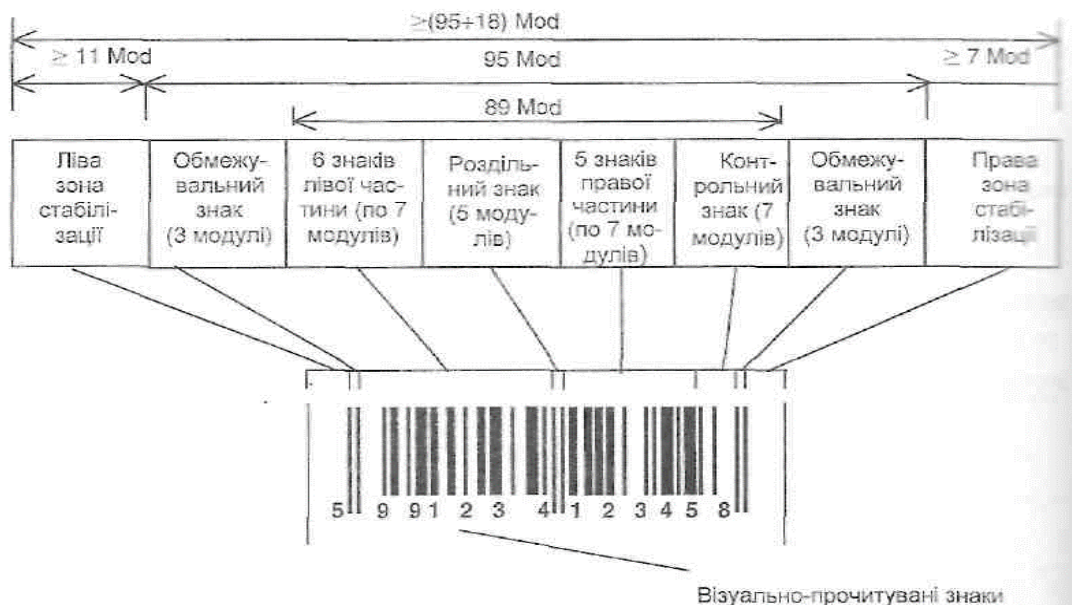 ≥(95+18) Mod
≥ 11 Mod
95 Mod
≥ 7 Mod
89 Mod
Ліва
зона
стабілі-
зації
Обмежу-
вальний
знак
(3 модулі)
6 знаків
лівої час-
тини (по 7
модулів)
Роздiль-
ний знак
(5 моду-
лів)
5 знаків
правої
частини
(по 7 мо-
дулів)
Конт-
рольний
знак (7
модулів)
Обмежу-
вальний
знак
(3 модулі)
Права
зона
стабі-
лізації
5 9 9 1 2 3 4 1 2 3 4 5 8
Візуально-прочитувані знаки